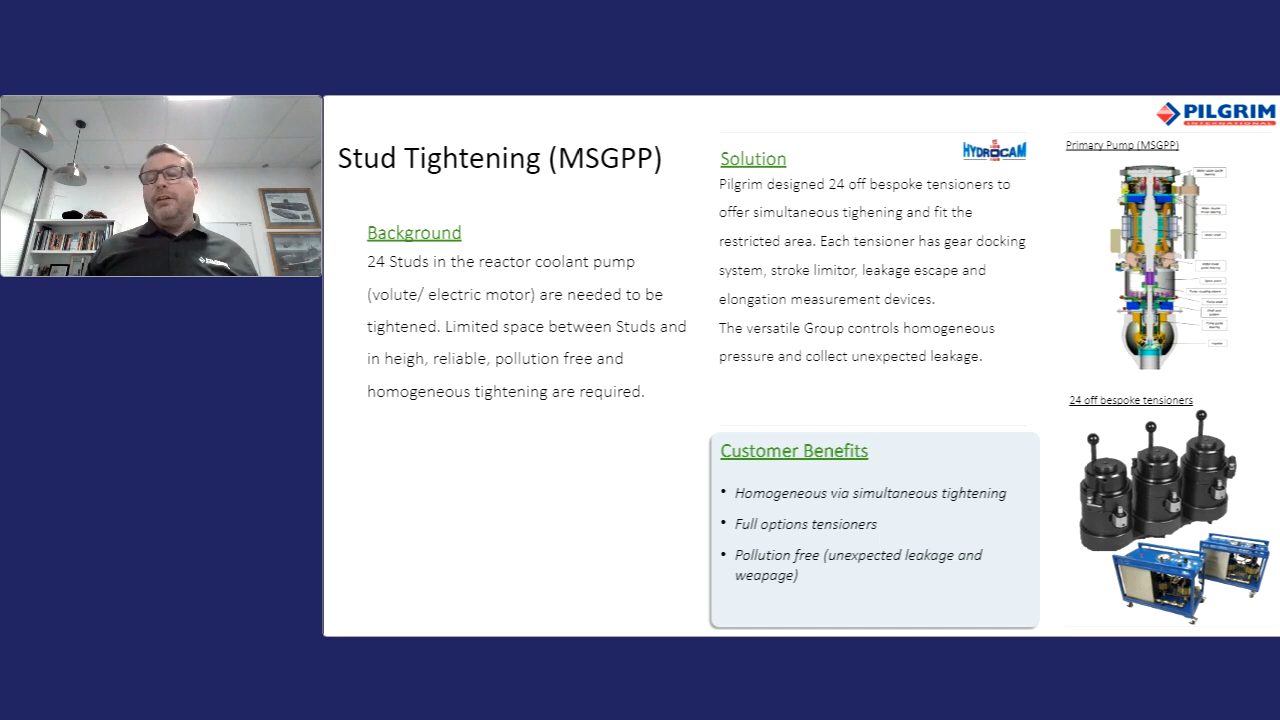 PILGRIM
INTERNATIONAL
Stud Tightening (MSGPP)
Background
24 Studs in the reactor coolant pump
(volute/ electric motor) are needed to be
tightened. Limited space between Studs and
in heigh, reliable, pollution free and
homogeneous tightening are required.
HYDROCAM
Solution
Pilgrim designed 24 off bespoke tensioners to
offer simultaneous tighening and fit the
restricted area. Each tensioner has gear docking
system, stroke limitor, leakage escape and
elongation measurement devices.
The versatile Group controls homogeneous
pressure and collect unexpected leakage.
Customer Benefits
• Homogeneous via simultaneous tightening
• Full options tensioners
• Pollution free (unexpected leakage and
weapage)
Primary Pump (MSGPP)
24 off bespoke tensioners